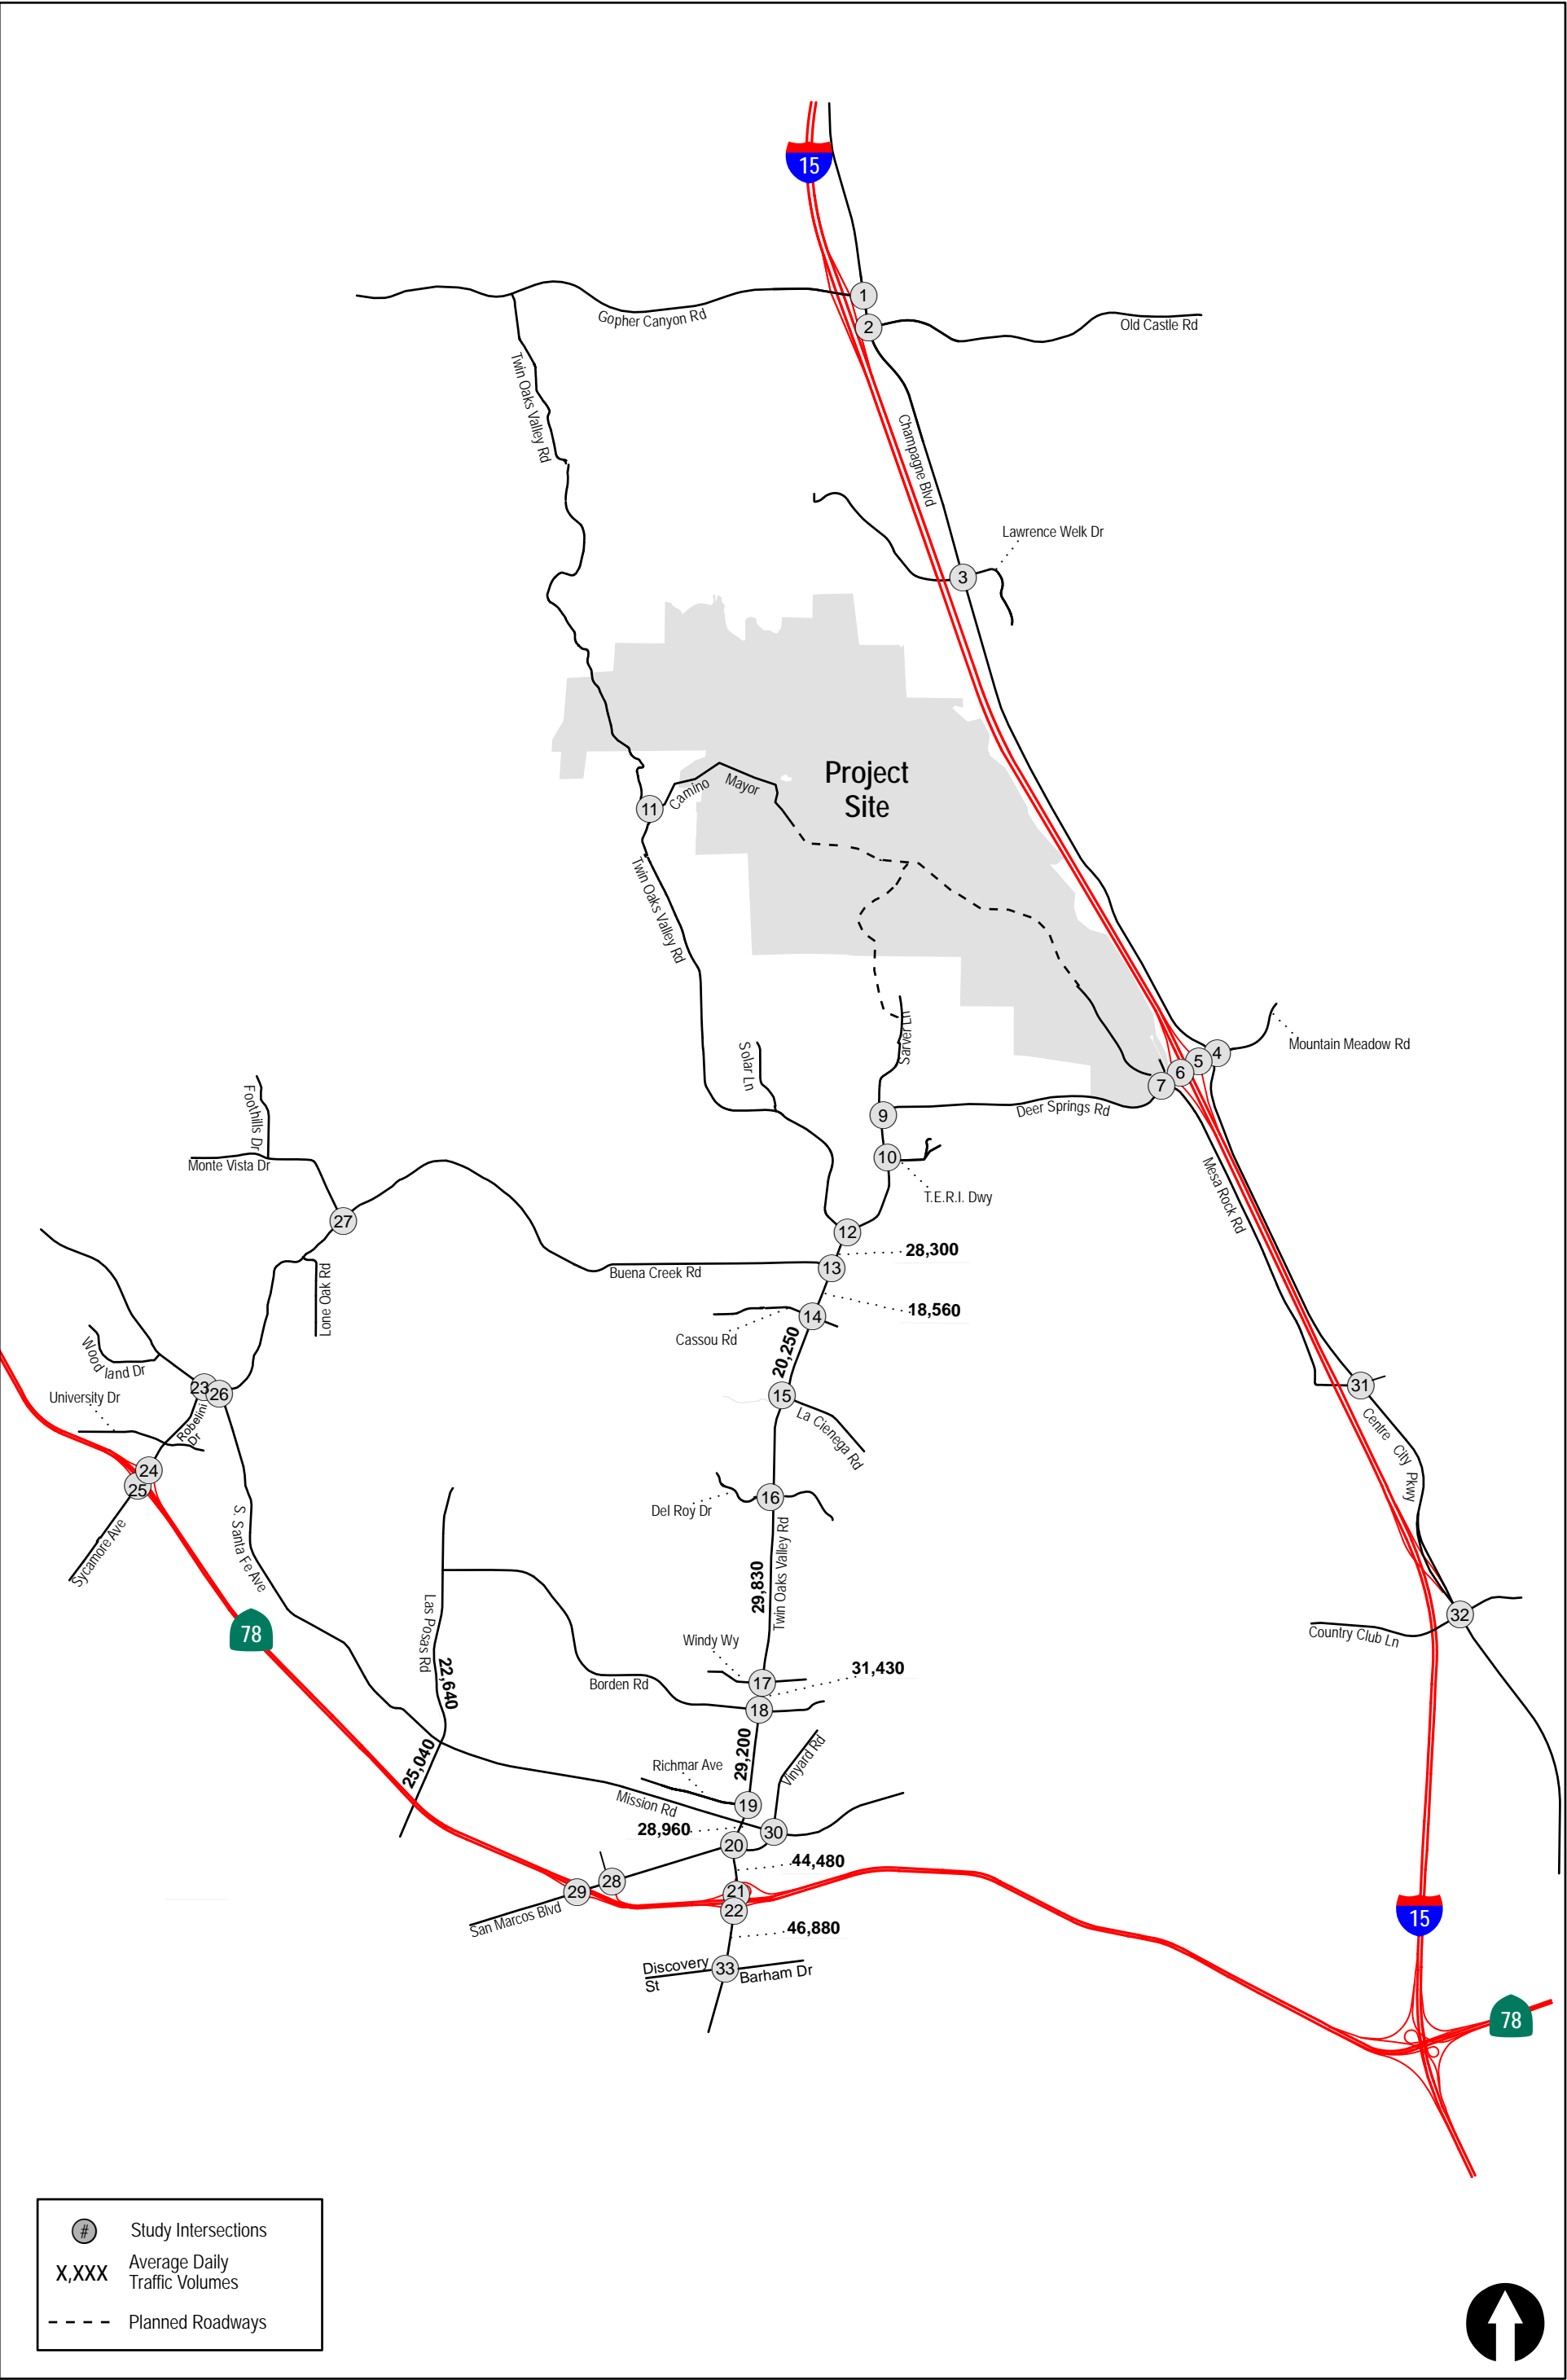 15
1
Gopher Canyon Rd
2
Old Castle Rd
Twin Oaks Valley Rd
Champagne Blvd
Lawrence Welk Dr
3
Project
Site
Camino Mayor
11
Twin Oaks Valley Rd
Sarver Ln
Solar Ln
4
5
6
7
Mountain Meadow Rd
Foothills Dr
9
Deer Springs Rd
Monte Vista Dr
10
T.E.R.I. Dwy
Mesa Rock Rd
27
12
28,300
13
Buena Creek Rd
Lone Oak Rd
18,560
14
Cassou Rd
20,250
Woodland Dr
University Dr
23
26
15
31
Robelini
Dr
La Cienega Rd
Centre City Pkwy
24
25
16
Del Roy Dr
Sycamore Ave
S. Santa Fe Ave
29,830
Twin Oaks Valley Rd
Las Posas Rd
78
32
Country Club Ln
Windy Wy
22,640
Borden Rd
17
31,430
18
29,200
25,040
Vinyard Rd
Richmar Ave
Mission Rd
19
28,960
30
20
44,480
28
29
21
22
San Marcos Blvd
15
46,880
Discovery
St
33
Barham Dr
78
# Study Intersections
X,XXX Average Daily
Traffic Volumes
Planned Roadways